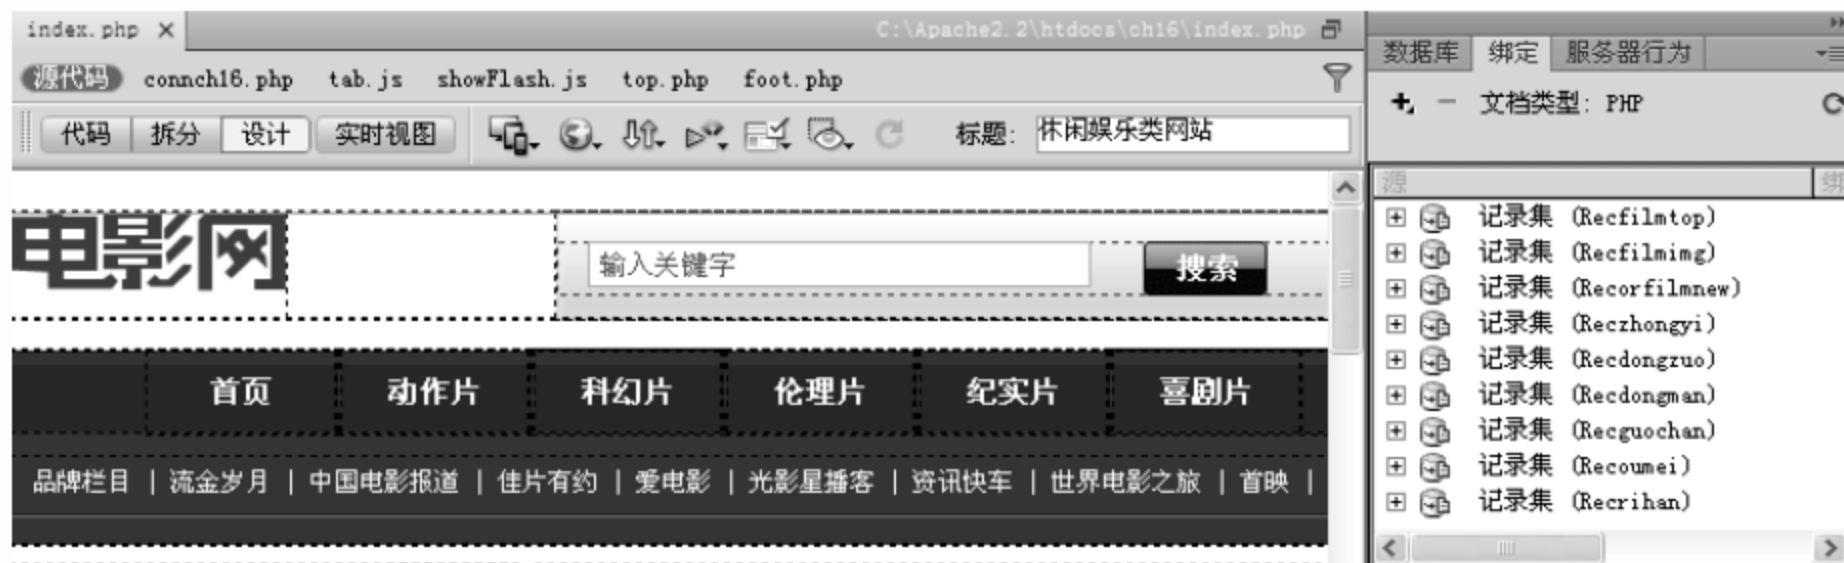 index.php
C:\Apache2.2\htdocs\ch16\index.php
源代码 connch16.php tab.js showFlash.js top.php foot.php
代码 拆分 设计 实时视图 标题: 休闲娱乐类网站
电影网
输入关键字 搜索
首页 动作片 科幻片 伦理片 纪实片 喜剧片
品牌栏目 | 流金岁月 | 中国电影报道 | 佳片有约 | 爱电影 | 光影星播客 | 资讯快车 | 世界电影之旅 | 首映 |
数据库 绑定 服务器行为
文档类型: PHP
源 绑
记录集 (Recfilmtop)
记录集 (Recfilmimg)
记录集 (Recorfilmnew)
记录集 (Reczhongyi)
记录集 (Recdongzuo)
记录集 (Recdongman)
记录集 (Recguochan)
记录集 (Recoumei)
记录集 (Recrihan)